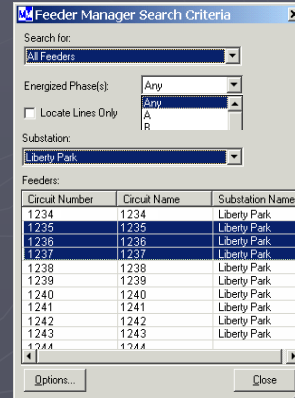 Feeder Manager Search Criteria
Search for:
All Feeders
Energized Phase(s): Any
Any
A
B
Locate Lines Only
Substation:
Liberty Park
Feeders:
Circuit Number Circuit Name Substation Name
1234 1234 Liberty Park
1235 1235 Liberty Park
1236 1236 Liberty Park
1237 1237 Liberty Park
1238 1238 Liberty Park
1239 1239 Liberty Park
1240 1240 Liberty Park
1241 1241 Liberty Park
1242 1242 Liberty Park
1243 1243 Liberty Park
1244 1244
Options... Close